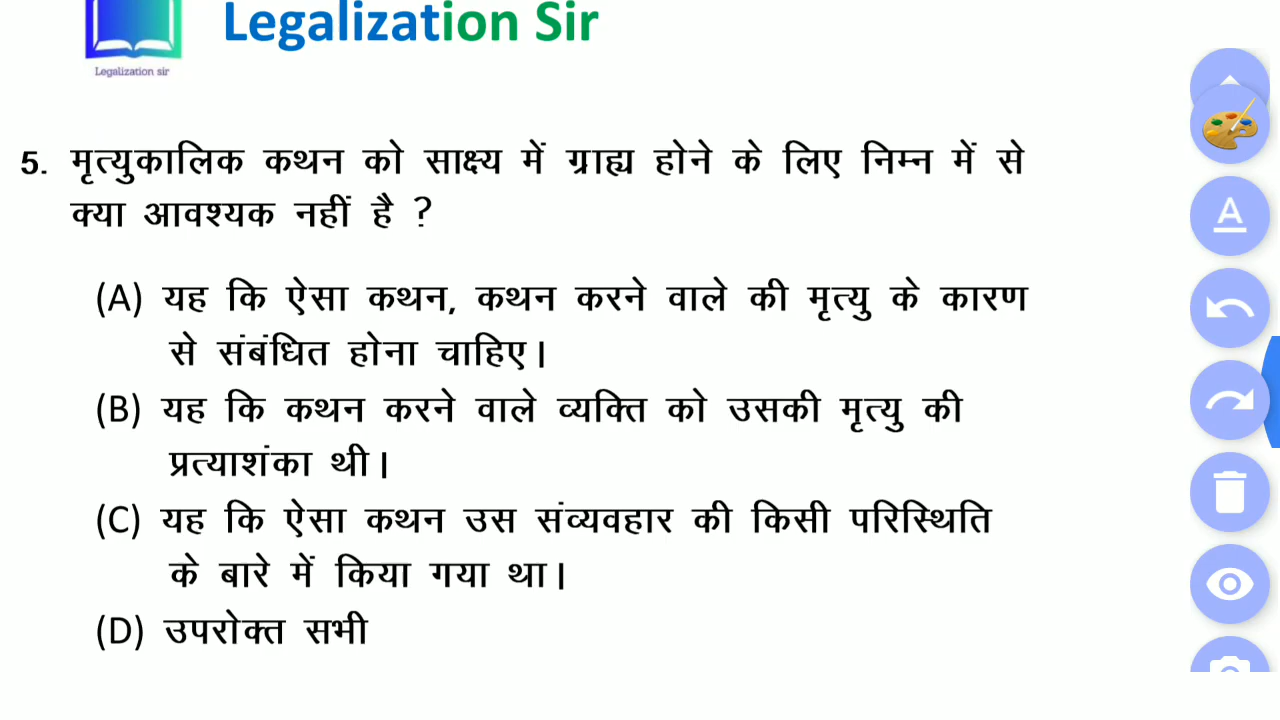 Legalization Sir
Legalization sir
5. मृत्युकालिक कथन को साक्ष्य में ग्राह्य होने के लिए निम्न में से
क्या आवश्यक नहीं है ?
(A) यह कि ऐसा कथन, कथन करने वाले की मृत्यु के कारण
से संबंधित होना चाहिए।
(B) यह कि कथन करने वाले व्यक्ति को उसकी मृत्यु की
प्रत्याशंका थी।
(C) यह कि ऐसा कथन उस संव्यवहार की किसी परिस्थिति
के बारे में किया गया था।
(D) उपरोक्त सभी
A